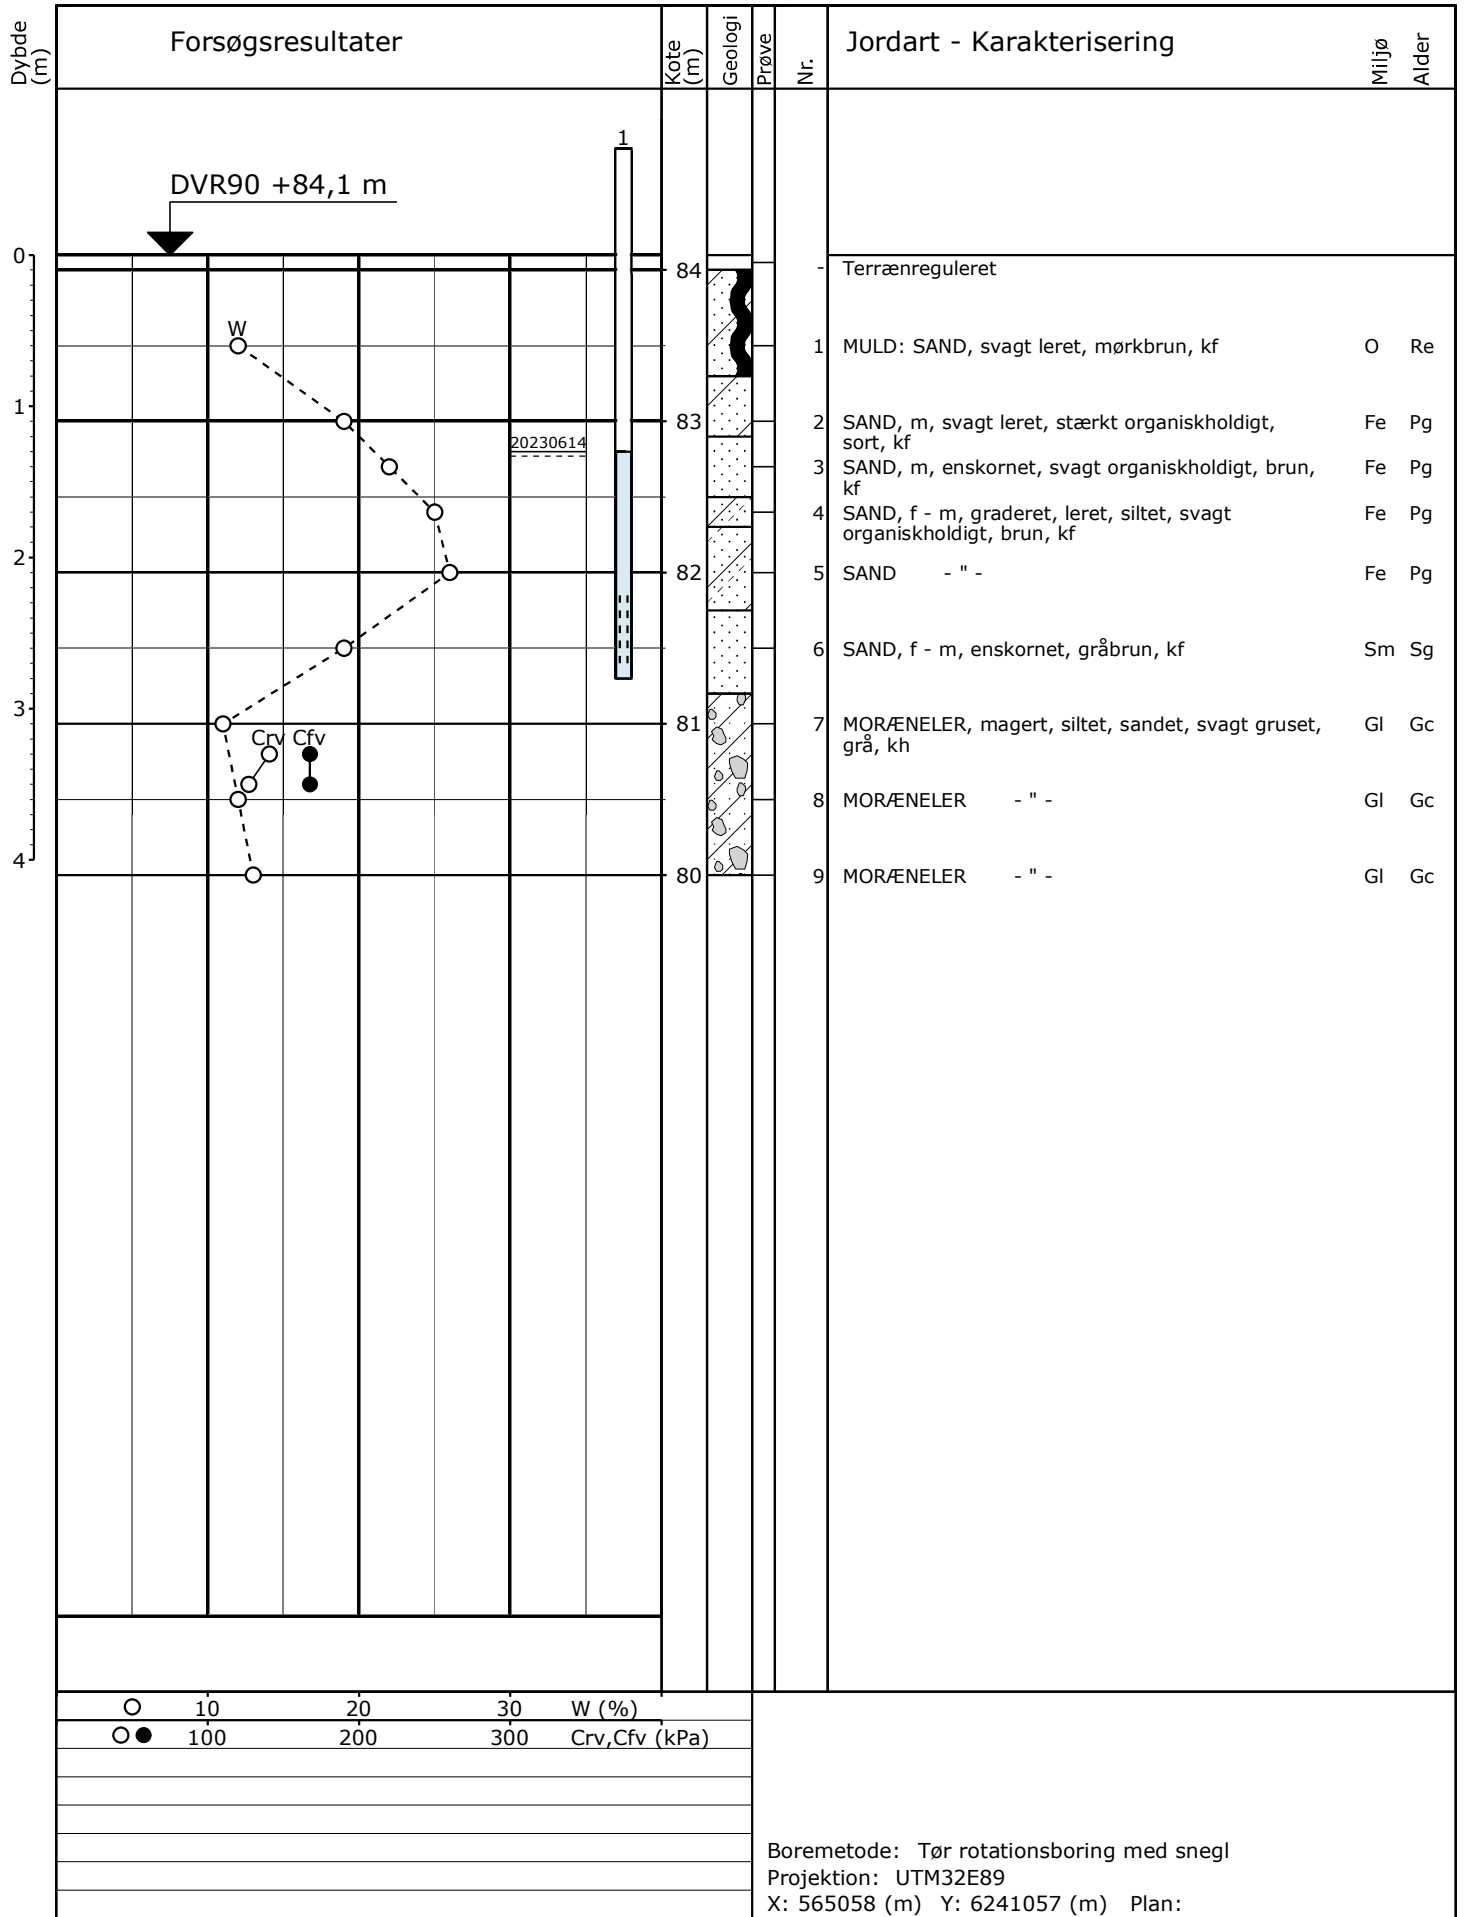 Dybde (m)
Forsøgsresultater
Kote (m)
Geologi
Prøve
Nr.
Jordart - Karakterisering
Miljø
Alder
1
DVR90 +84,1 m
0
84
- Terrænreguleret
W
1 MULD: SAND, svagt leret, mørkbrun, kf O Re
1
83
2 SAND, m, svagt leret, stærkt organiskholdigt, Fe Pg
sort, kf
20230614
3 SAND, m, enskornet, svagt organiskholdigt, brun, Fe Pg
kf
4 SAND, f - m, graderet, leret, siltet, svagt Fe Pg
organiskholdigt, brun, kf
2
82
5 SAND - " - Fe Pg
6 SAND, f - m, enskornet, gråbrun, kf Sm Sg
3
81
7 MORÆNELER, magert, siltet, sandet, svagt gruset, Gl Gc
grå, kh
Crv Cfv
8 MORÆNELER - " - Gl Gc
4
80
9 MORÆNELER - " - Gl Gc
10 20 30 W (%)
100 200 300 Crv,Cfv (kPa)
Boremetode: Tør rotationsboring med snegl
Projektion: UTM32E89
X: 565058 (m) Y: 6241057 (m) Plan: